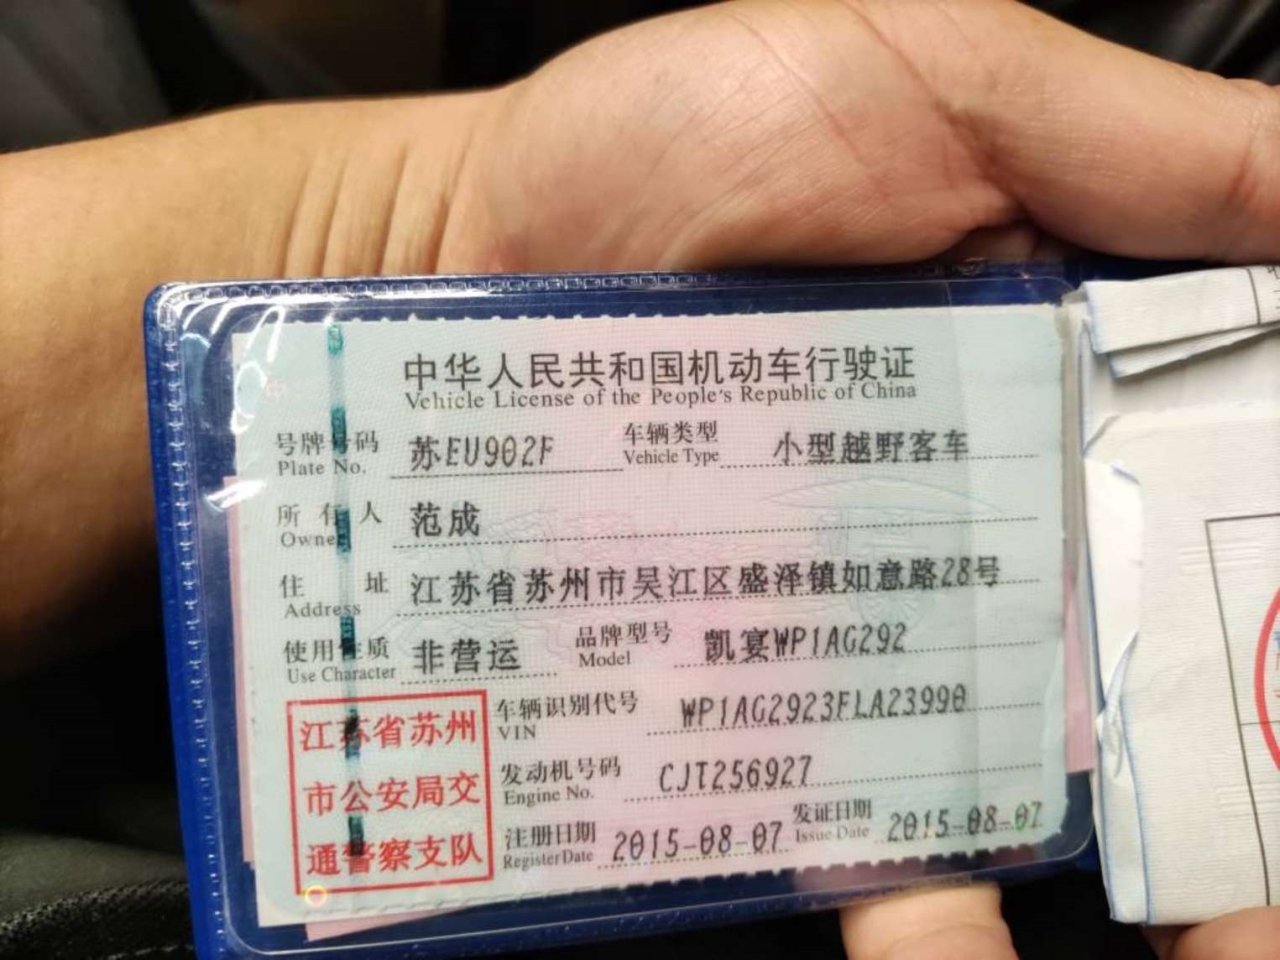 中华人民共和国机动车行驶证
Vehicle License of the People's Republic of China
号牌号码 苏EU902F 车辆类型 小型越野客车
Plate No. Vehicle Type
所有人 范成
Owner
住址 江苏省苏州市吴江区盛泽镇如意路28号
Address
使用性质 非营运 品牌型号 凯宴WP1AG292
Use Character Model
江苏省苏州
市公安局交
通警察支队
车辆识别代号 WP1AG2923FLA23990
VIN
发动机号码 CJT256927
Engine No.
注册日期 2015-08-07 发证日期 2015-08-07
Register Date Issue Date